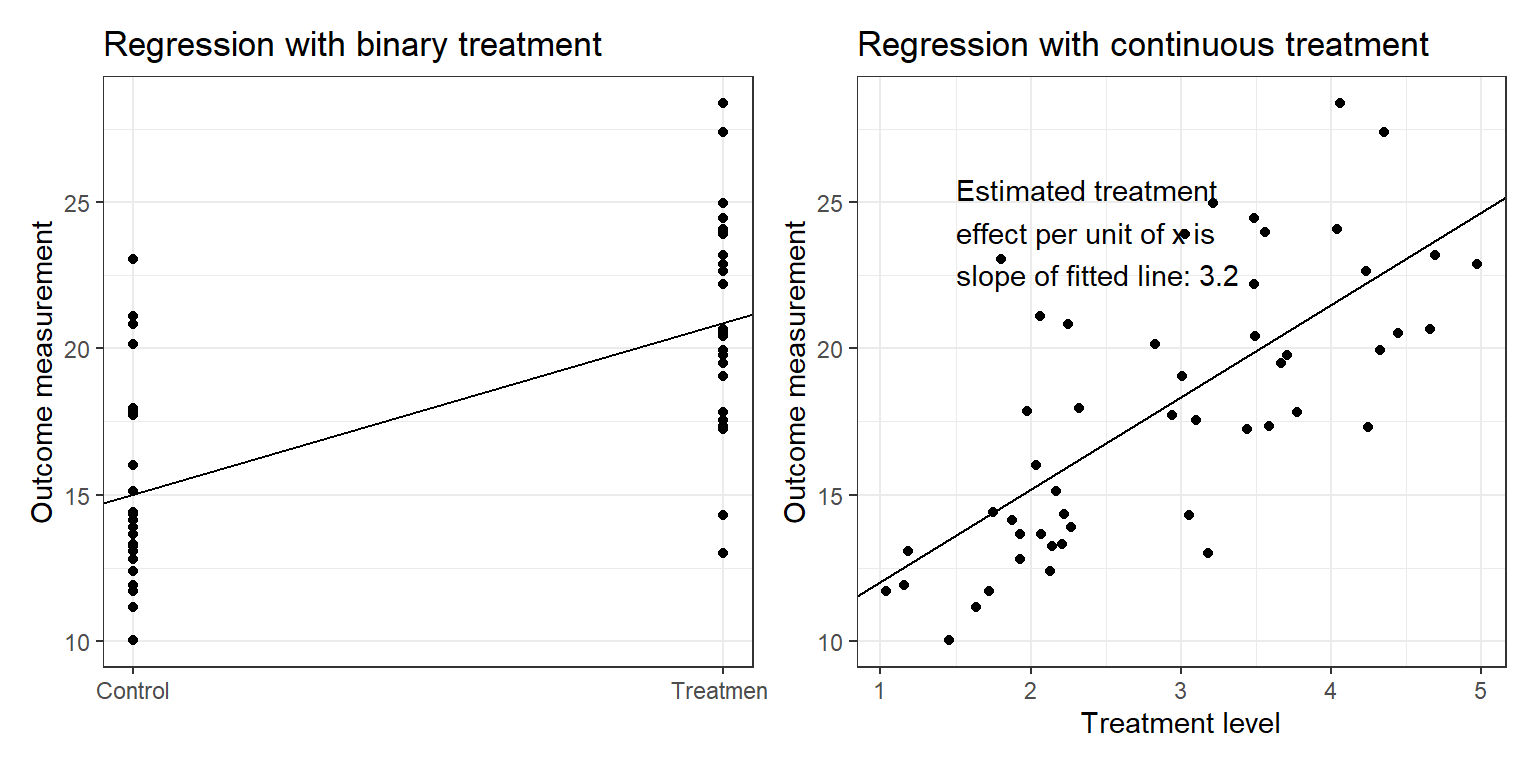 Regression with binary treatment
Outcome measurement
25
20
15
10
Control
Treatmen
Regression with continuous treatment
Outcome measurement
25
20
15
10
Estimated treatment
effect per unit of x is
slope of fitted line: 3.2
1
2
3
4
5
Treatment level